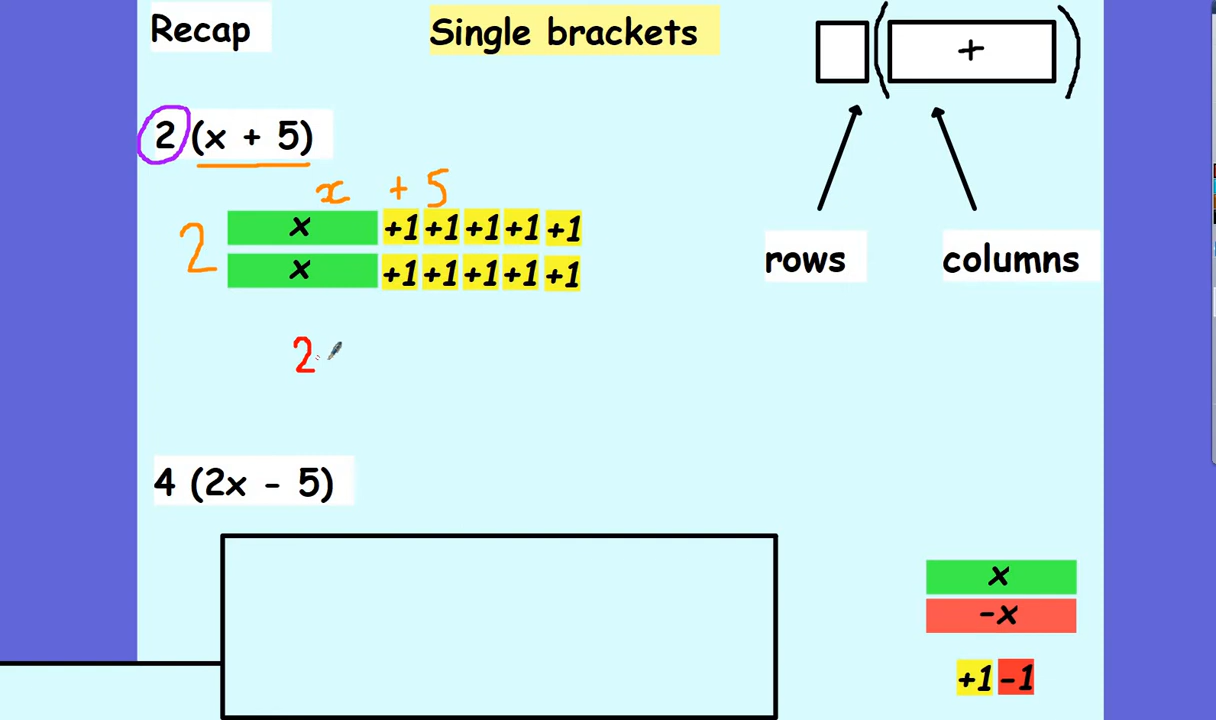 Recap
Single brackets
( + )
2 (x + 5)
x + 5
2
x +1 +1 +1 +1 +1
x +1 +1 +1 +1 +1
rows
columns
2
4 (2x - 5)
x
-x
+1 -1